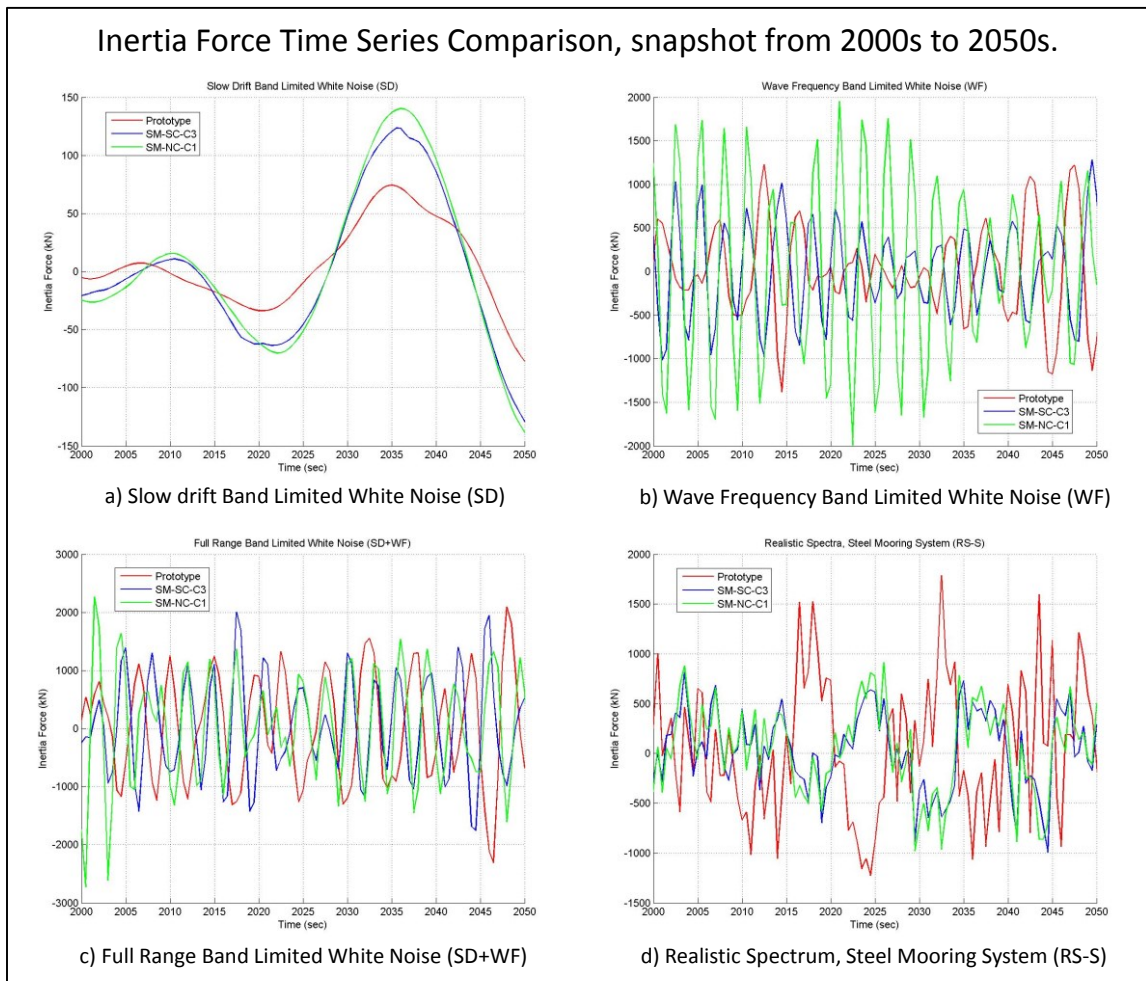 Inertia Force Time Series Comparison, snapshot from 2000s to 2050s.
Slow Drift Band Limited White Noise (SD)
150
100
50
0
-50
-100
-150
Inertia Force (kN)
Prototype
SM-SC-C3
SM-NC-C1
2000 2005 2010 2015 2020 2025 2030 2035 2040 2045 2050
Time (sec)
a) Slow drift Band Limited White Noise (SD)
Wave Frequency Band Limited White Noise (WF)
2000
1500
1000
500
0
-500
-1000
-1500
-2000
Inertia Force (kN)
Prototype
SM-SC-C3
SM-NC-C1
2000 2005 2010 2015 2020 2025 2030 2035 2040 2045 2050
Time (sec)
b) Wave Frequency Band Limited White Noise (WF)
Full Range Band Limited White Noise (SD+WF)
3000
2000
1000
0
-1000
-2000
-3000
Inertia Force (kN)
Prototype
SM-SC-C3
SM-NC-C1
2000 2005 2010 2015 2020 2025 2030 2035 2040 2045 2050
Time (sec)
c) Full Range Band Limited White Noise (SD+WF)
Realistic Spectra, Steel Mooring System (RS-S)
2000
1500
1000
500
0
-500
-1000
-1500
Inertia Force (kN)
Prototype
SM-SC-C3
SM-NC-C1
2000 2005 2010 2015 2020 2025 2030 2035 2040 2045 2050
Time (sec)
d) Realistic Spectrum, Steel Mooring System (RS-S)